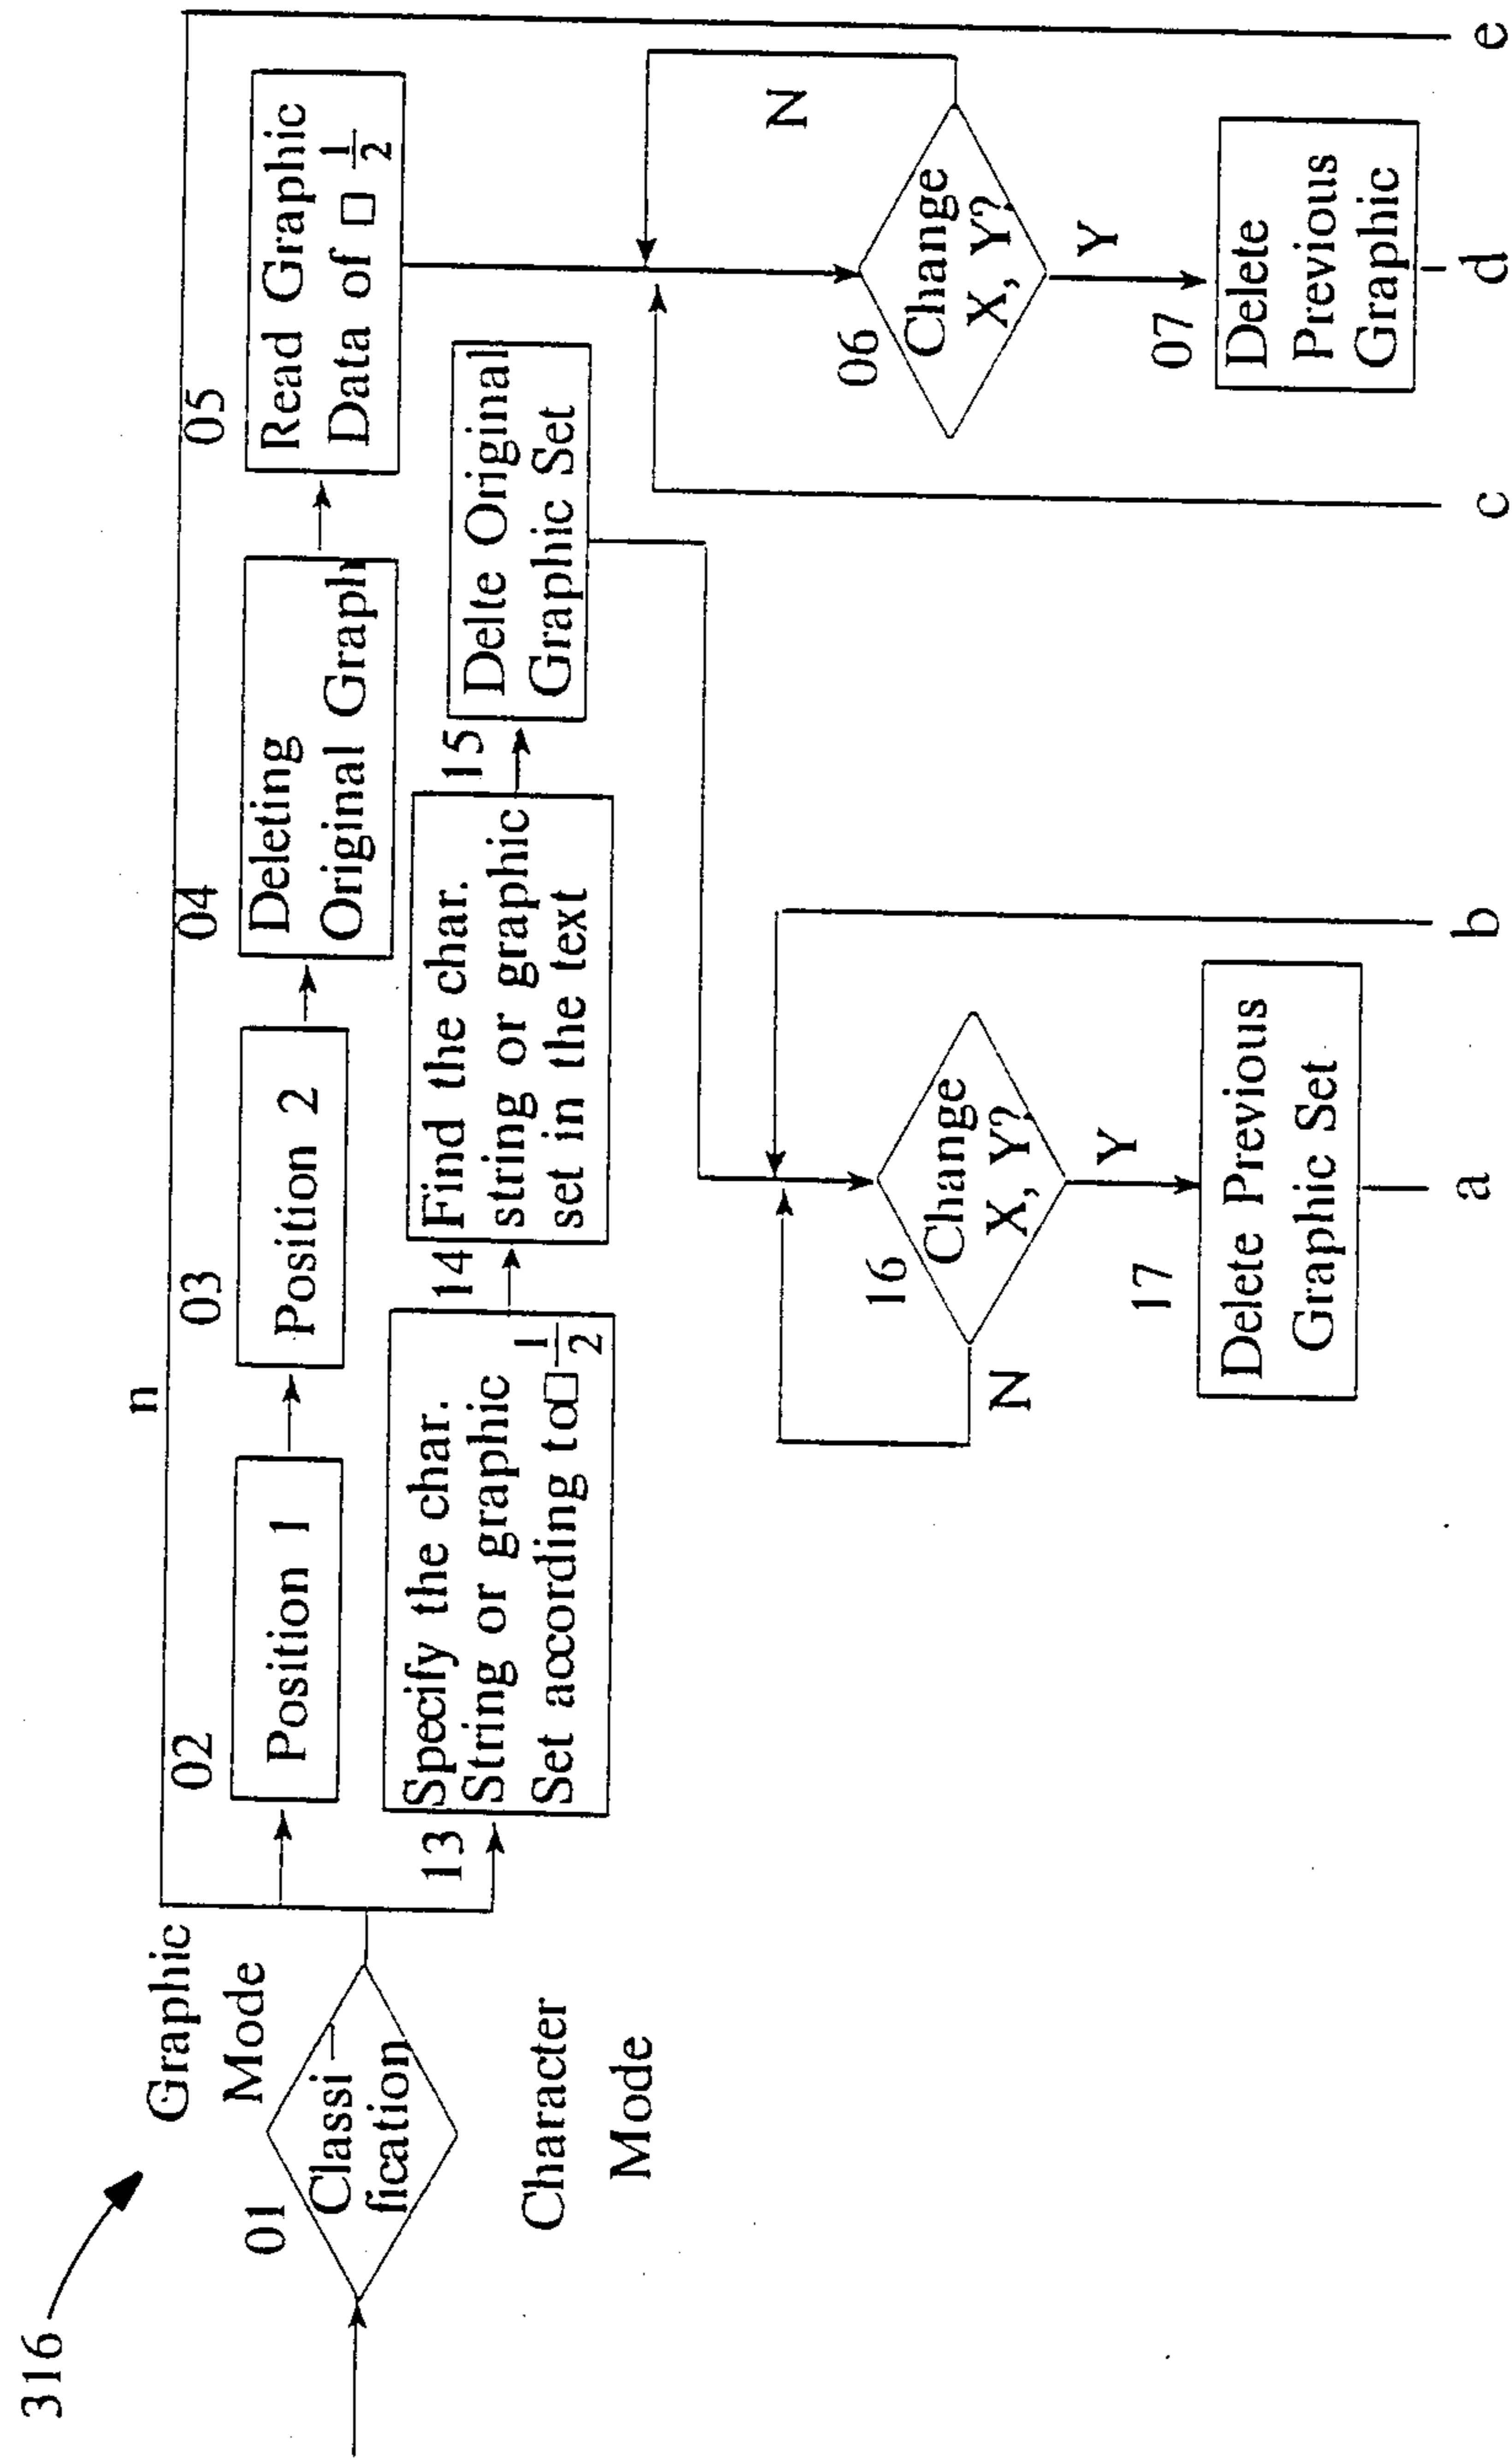 316
Graphic
Mode
01
Classi–
fication
Character
Mode
n
02
Position 1
03
Position 2
04
Deleting
Original Graph
05
Read Graphic
Data of □ 1/2
13
Specify the char.
String or graphic
Set according to□ 1/2
14
Find the char.
string or graphic
set in the text
15
Delte Original
Graphic Set
16
Change
X, Y?
N
Y
17
Delete Previous
Graphic Set
06
Change
X, Y?
N
Y
07
Delete
Previous
Graphic
a
b
c
d
e